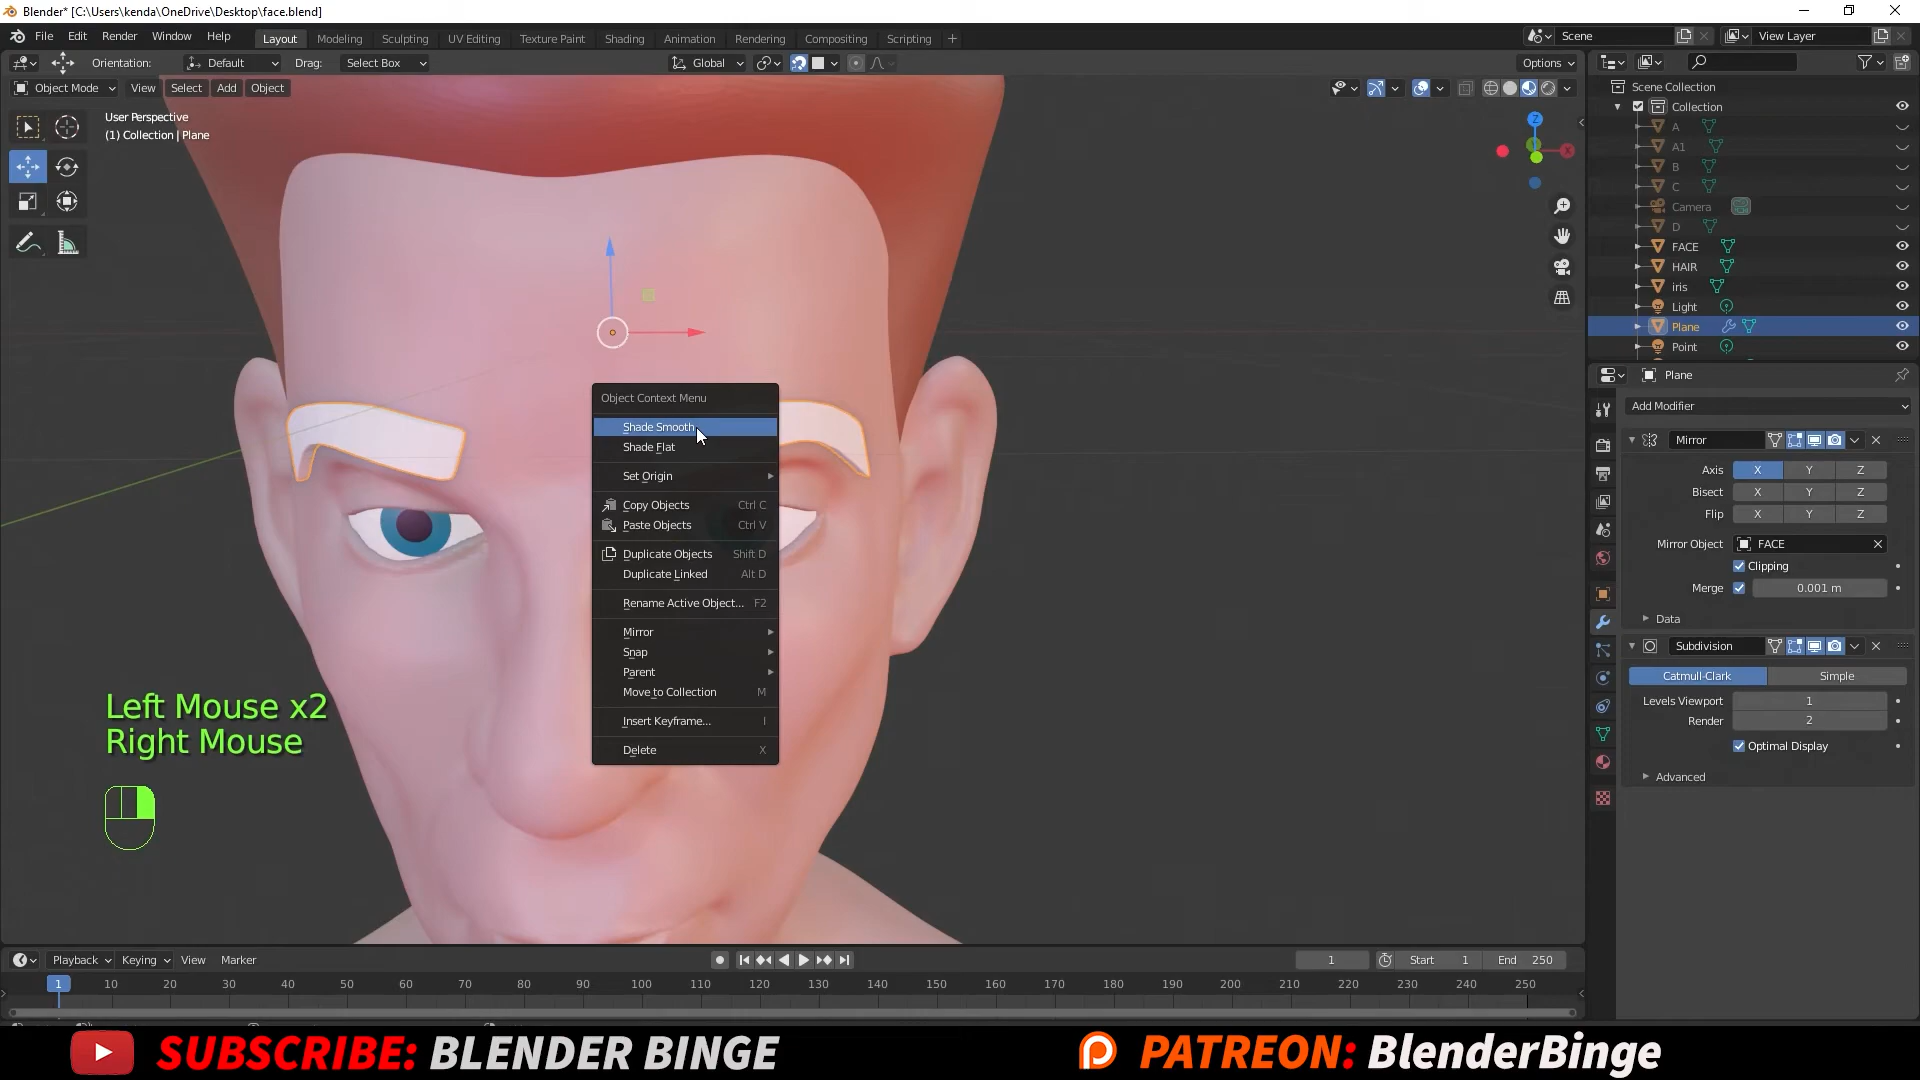 Blender* [C:\Users\kenda\OneDrive\Desktop\face.blend]
File Edit Render Window Help
Layout Modeling Sculpting UV Editing Texture Paint Shading Animation Rendering Compositing Scripting +
Scene
View Layer
Orientation: Default Drag: Select Box
Global
Options
Object Mode View Select Add Object
User Perspective
(1) Collection | Plane
Z
X
Scene Collection
Collection
A
A1
B
C
Camera
D
FACE
HAIR
iris
Light
Plane
Point
Plane
Add Modifier
Mirror
Axis X Y Z
Bisect X Y Z
Flip X Y Z
Mirror Object FACE
Clipping
Merge 0.001 m
Data
Subdivision
Catmull-Clark Simple
Levels Viewport 1
Render 2
Optimal Display
Advanced
Object Context Menu
Shade Smooth
Shade Flat
Set Origin
Copy Objects Ctrl C
Paste Objects Ctrl V
Duplicate Objects Shift D
Duplicate Linked Alt D
Rename Active Object... F2
Mirror
Snap
Parent
Move to Collection M
Insert Keyframe... I
Delete X
Left Mouse x2
Right Mouse
Playback Keying View Marker
1 Start 1 End 250
1 10 20 30 40 50 60 70 80 90 100 110 120 130 140 150 160 170 180 190 200 210 220 230 240 250
SUBSCRIBE: BLENDER BINGE
PATREON: BlenderBinge